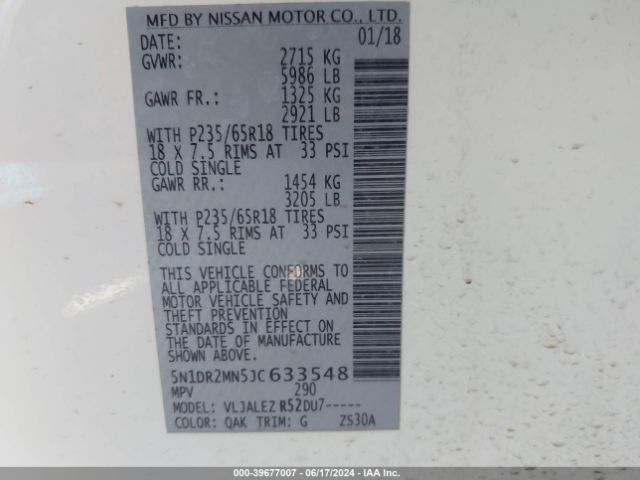 MFD BY NISSAN MOTOR CO., LTD.
DATE: 01/18
GVWR: 2715 KG
5986 LB
GAWR FR.: 1325 KG
2921 LB
WITH P235/65R18 TIRES
18 X 7.5 RIMS AT 33 PSI
COLD SINGLE
GAWR RR.: 1454 KG
3205 LB
WITH P235/65R18 TIRES
18 X 7.5 RIMS AT 33 PSI
COLD SINGLE
THIS VEHICLE CONFORMS TO
ALL APPLICABLE FEDERAL
MOTOR VEHICLE SAFETY AND
THEFT PREVENTION
STANDARDS IN EFFECT ON
THE DATE OF MANUFACTURE
SHOWN ABOVE.
5N1DR2MN5JC633548
MPV 290
MODEL: VLJALEZ R52DU7-----
COLOR: QAK TRIM: G ZS30A
000-39677007 - 06/17/2024 - IAA Inc.